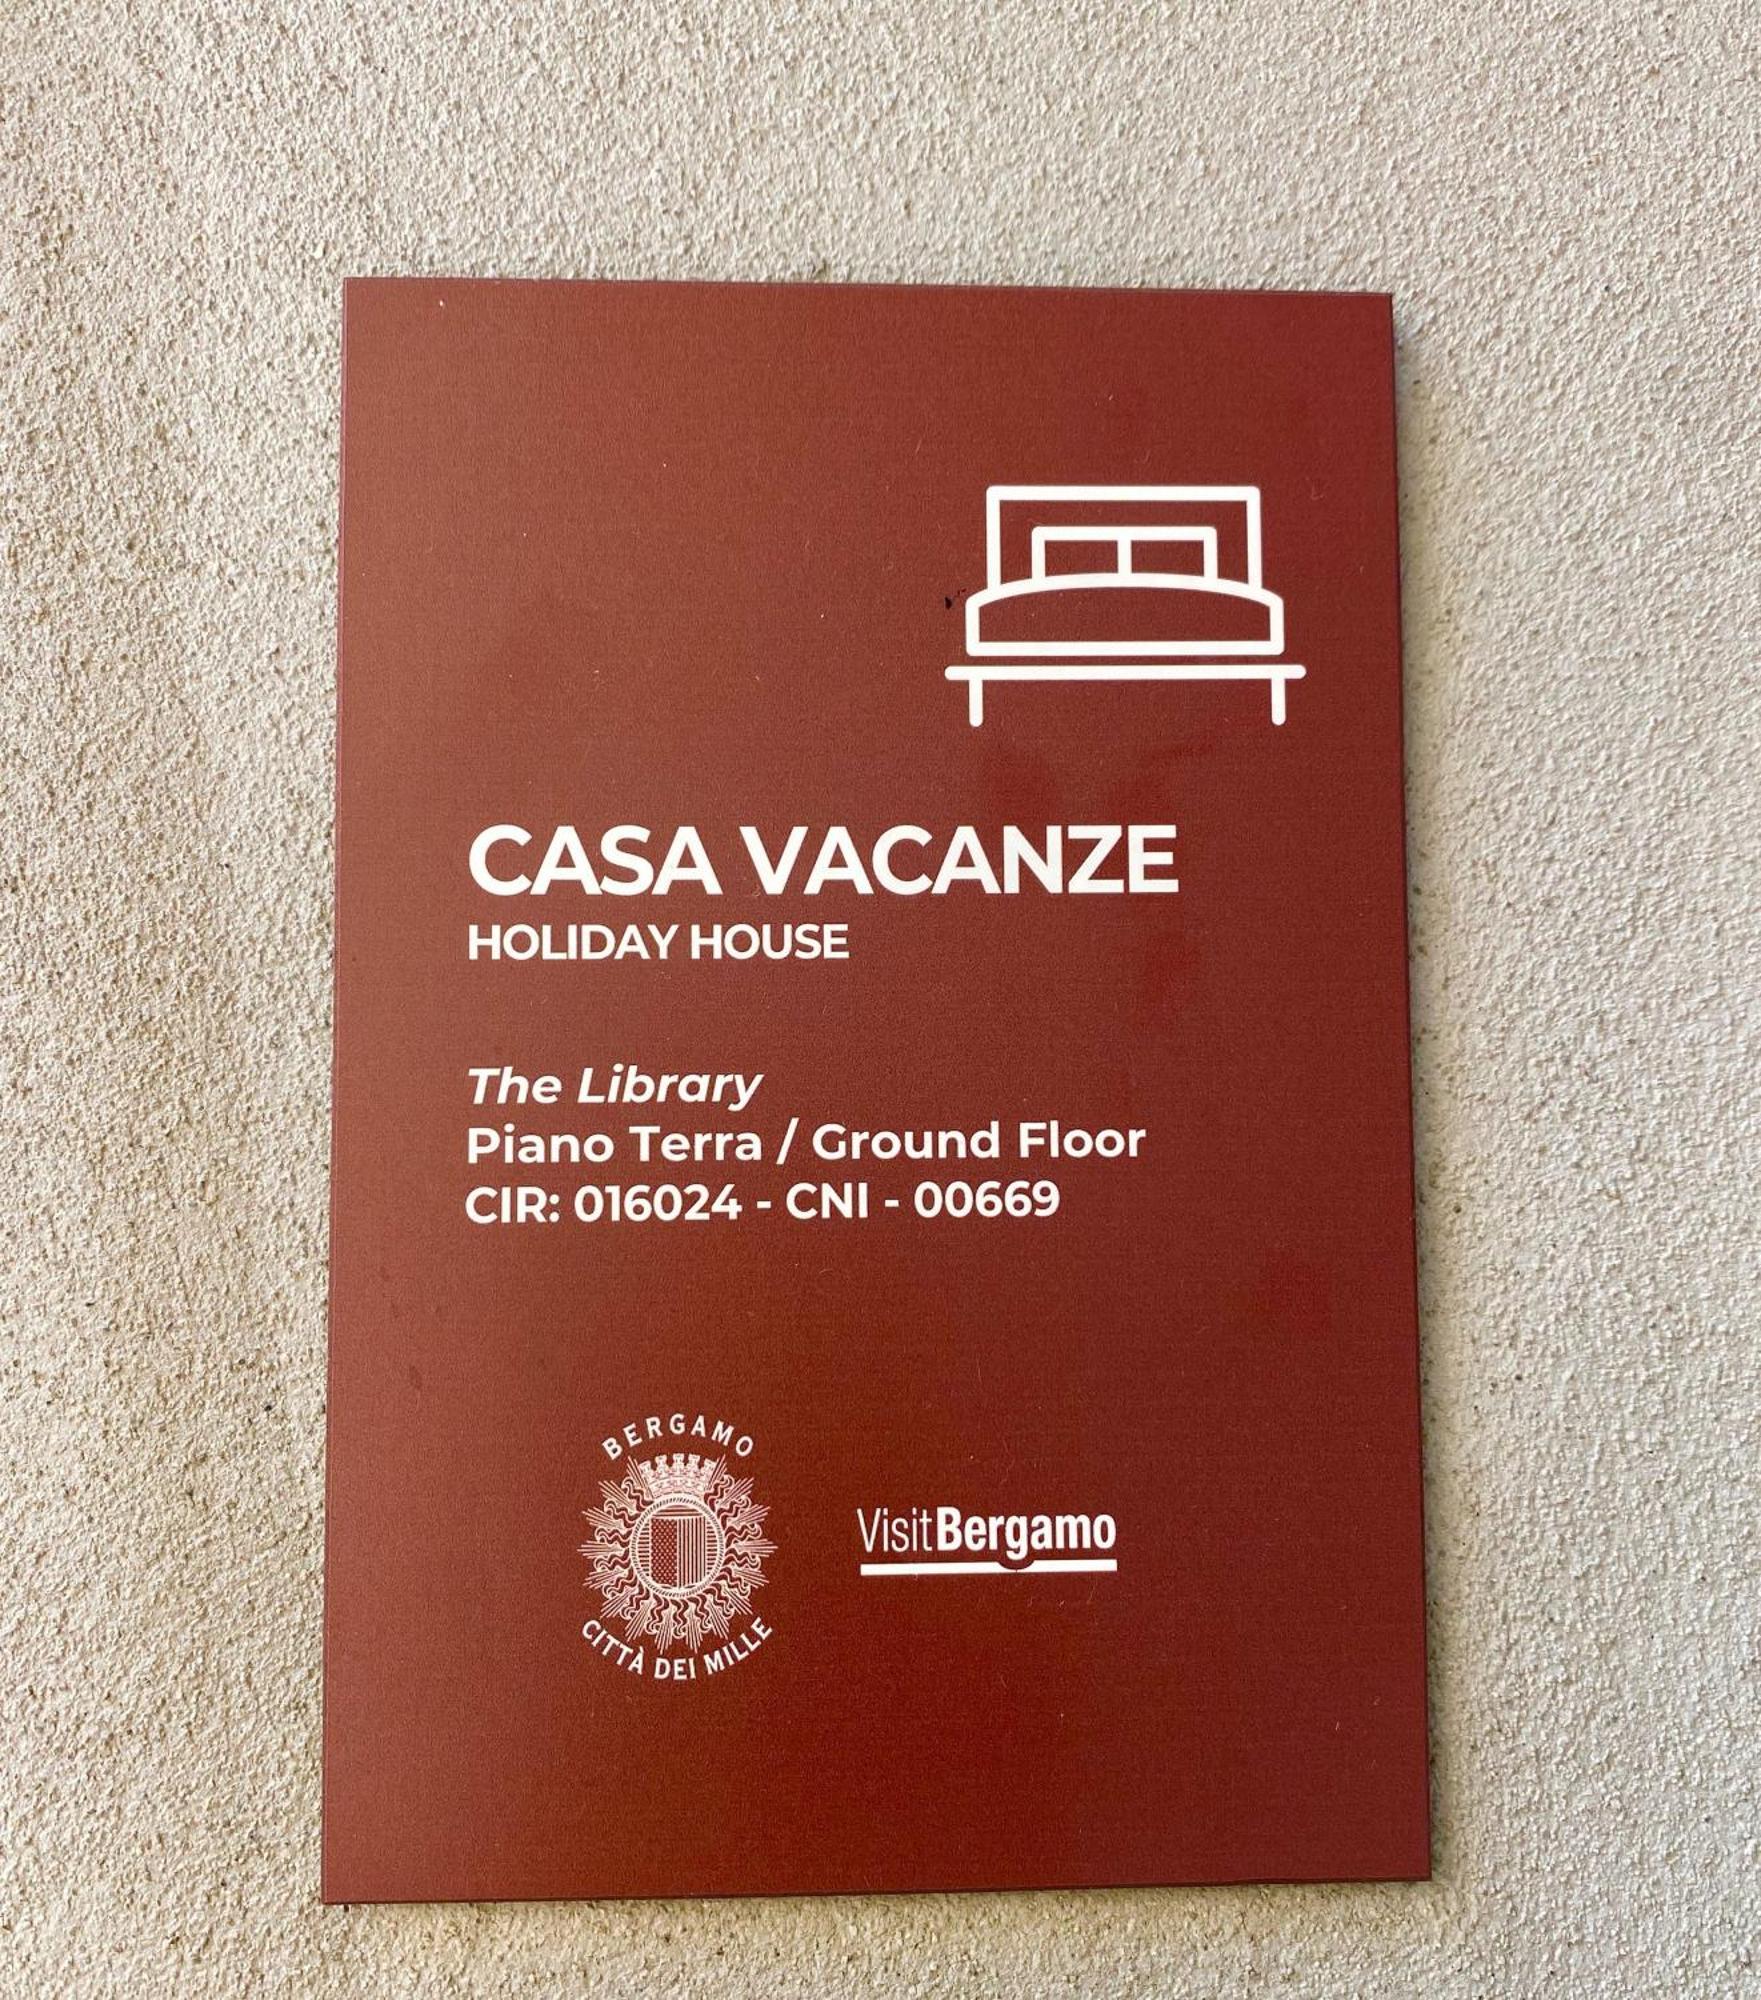 CASA VACANZE
HOLIDAY HOUSE
The Library
Piano Terra / Ground Floor
CIR: 016024 - CNI - 00669
BERGAMO
CITTÀ DEI MILLE
VisitBergamo